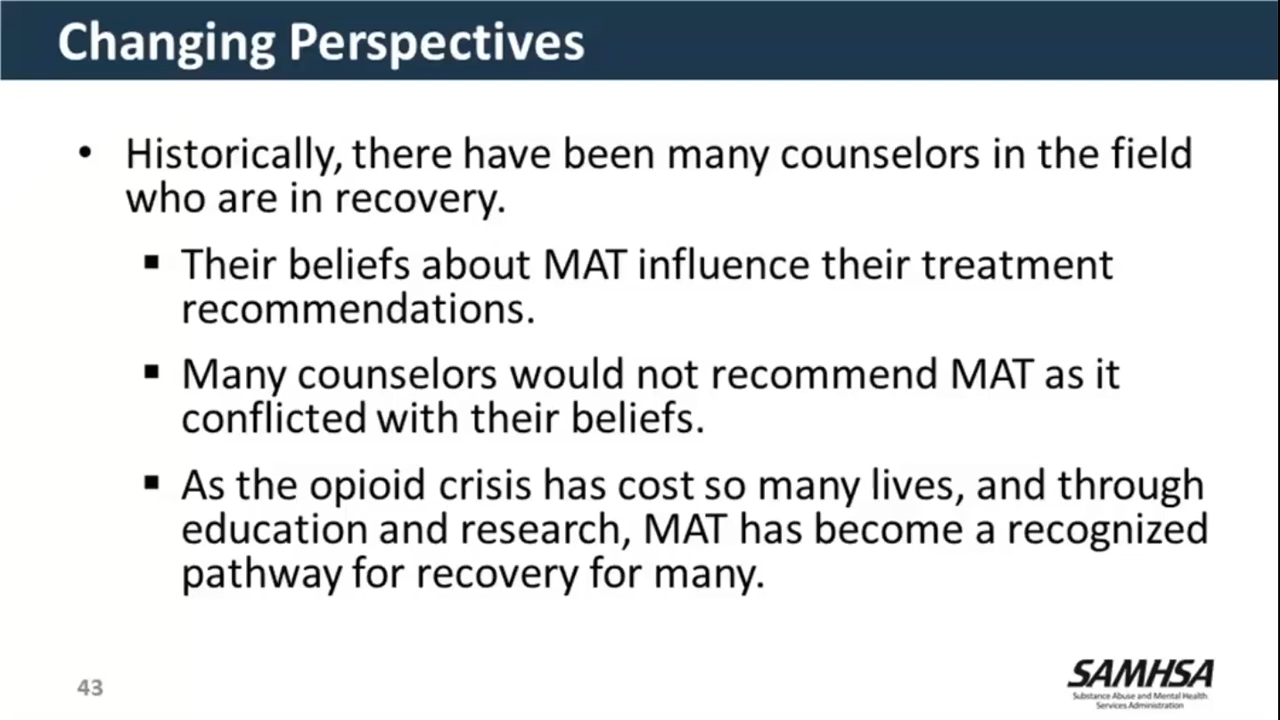 Changing Perspectives
• Historically, there have been many counselors in the field
who are in recovery.
▪ Their beliefs about MAT influence their treatment
recommendations.
▪ Many counselors would not recommend MAT as it
conflicted with their beliefs.
▪ As the opioid crisis has cost so many lives, and through
education and research, MAT has become a recognized
pathway for recovery for many.
43
SAMHSA
Substance Abuse and Mental Health
Services Administration